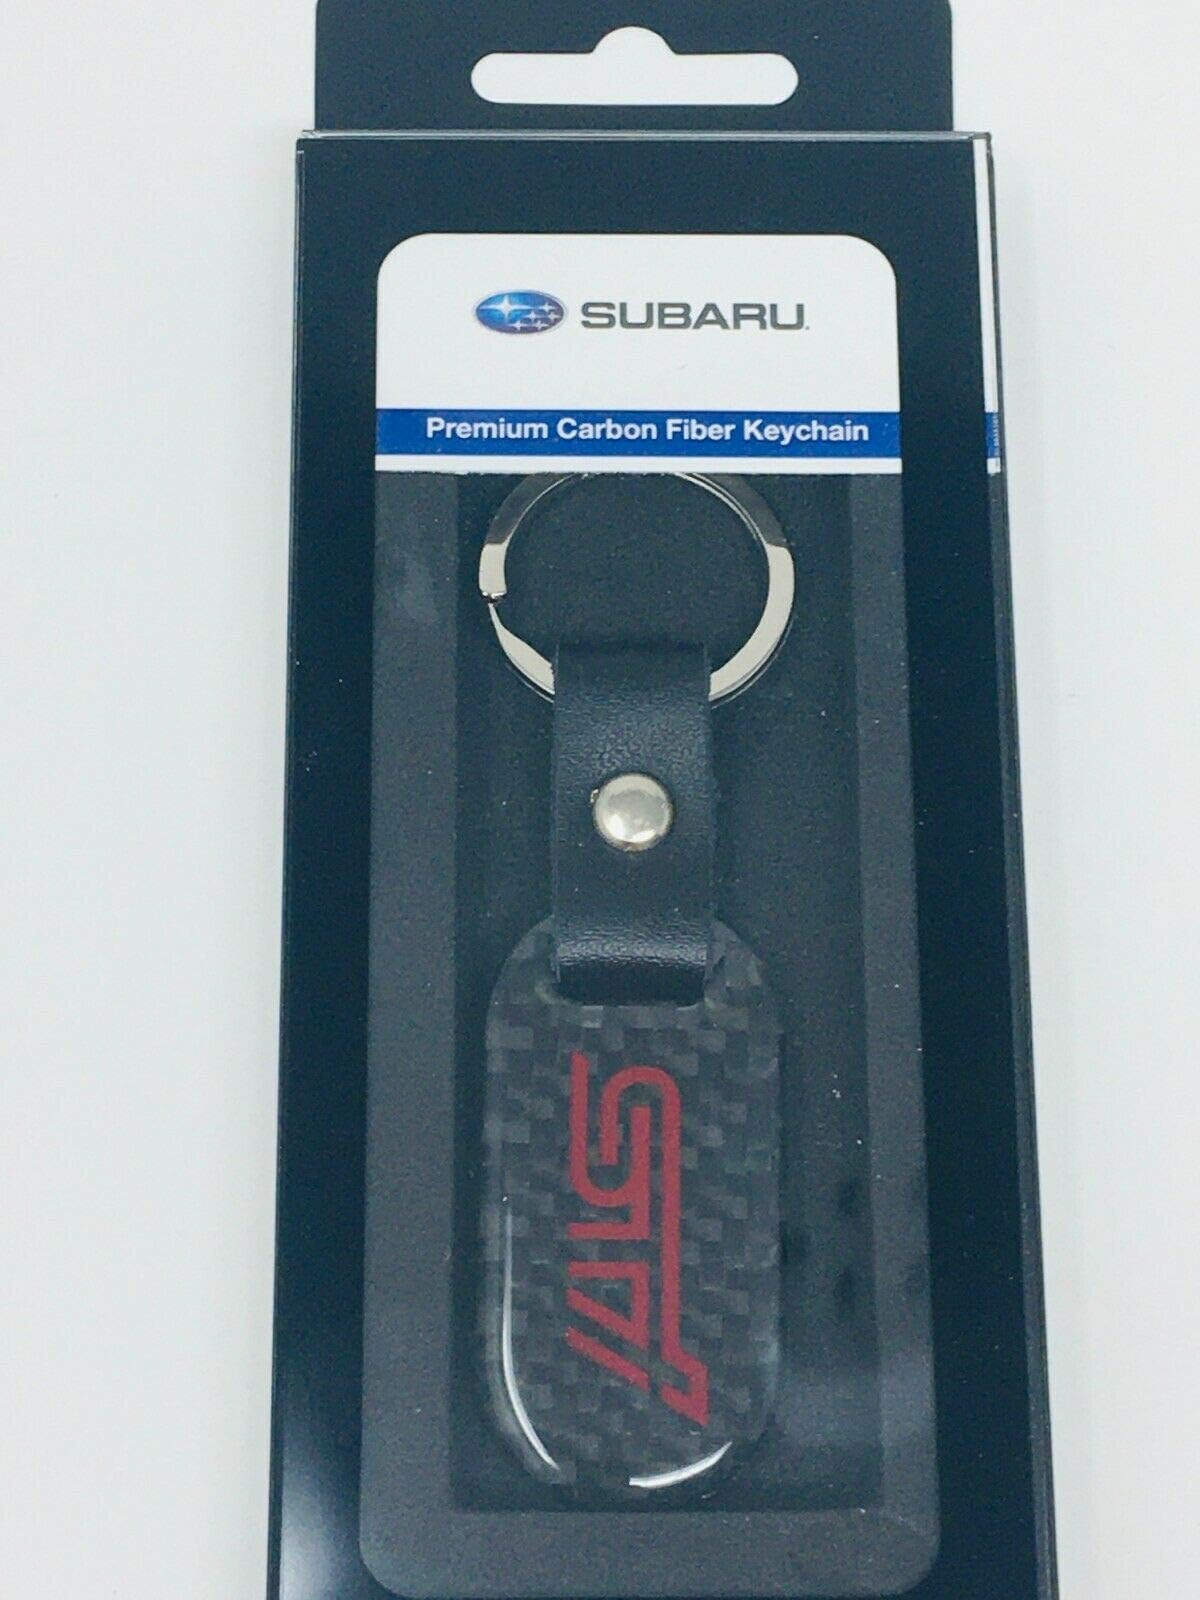 SUBARU
Premium Carbon Fiber Keychain
STI